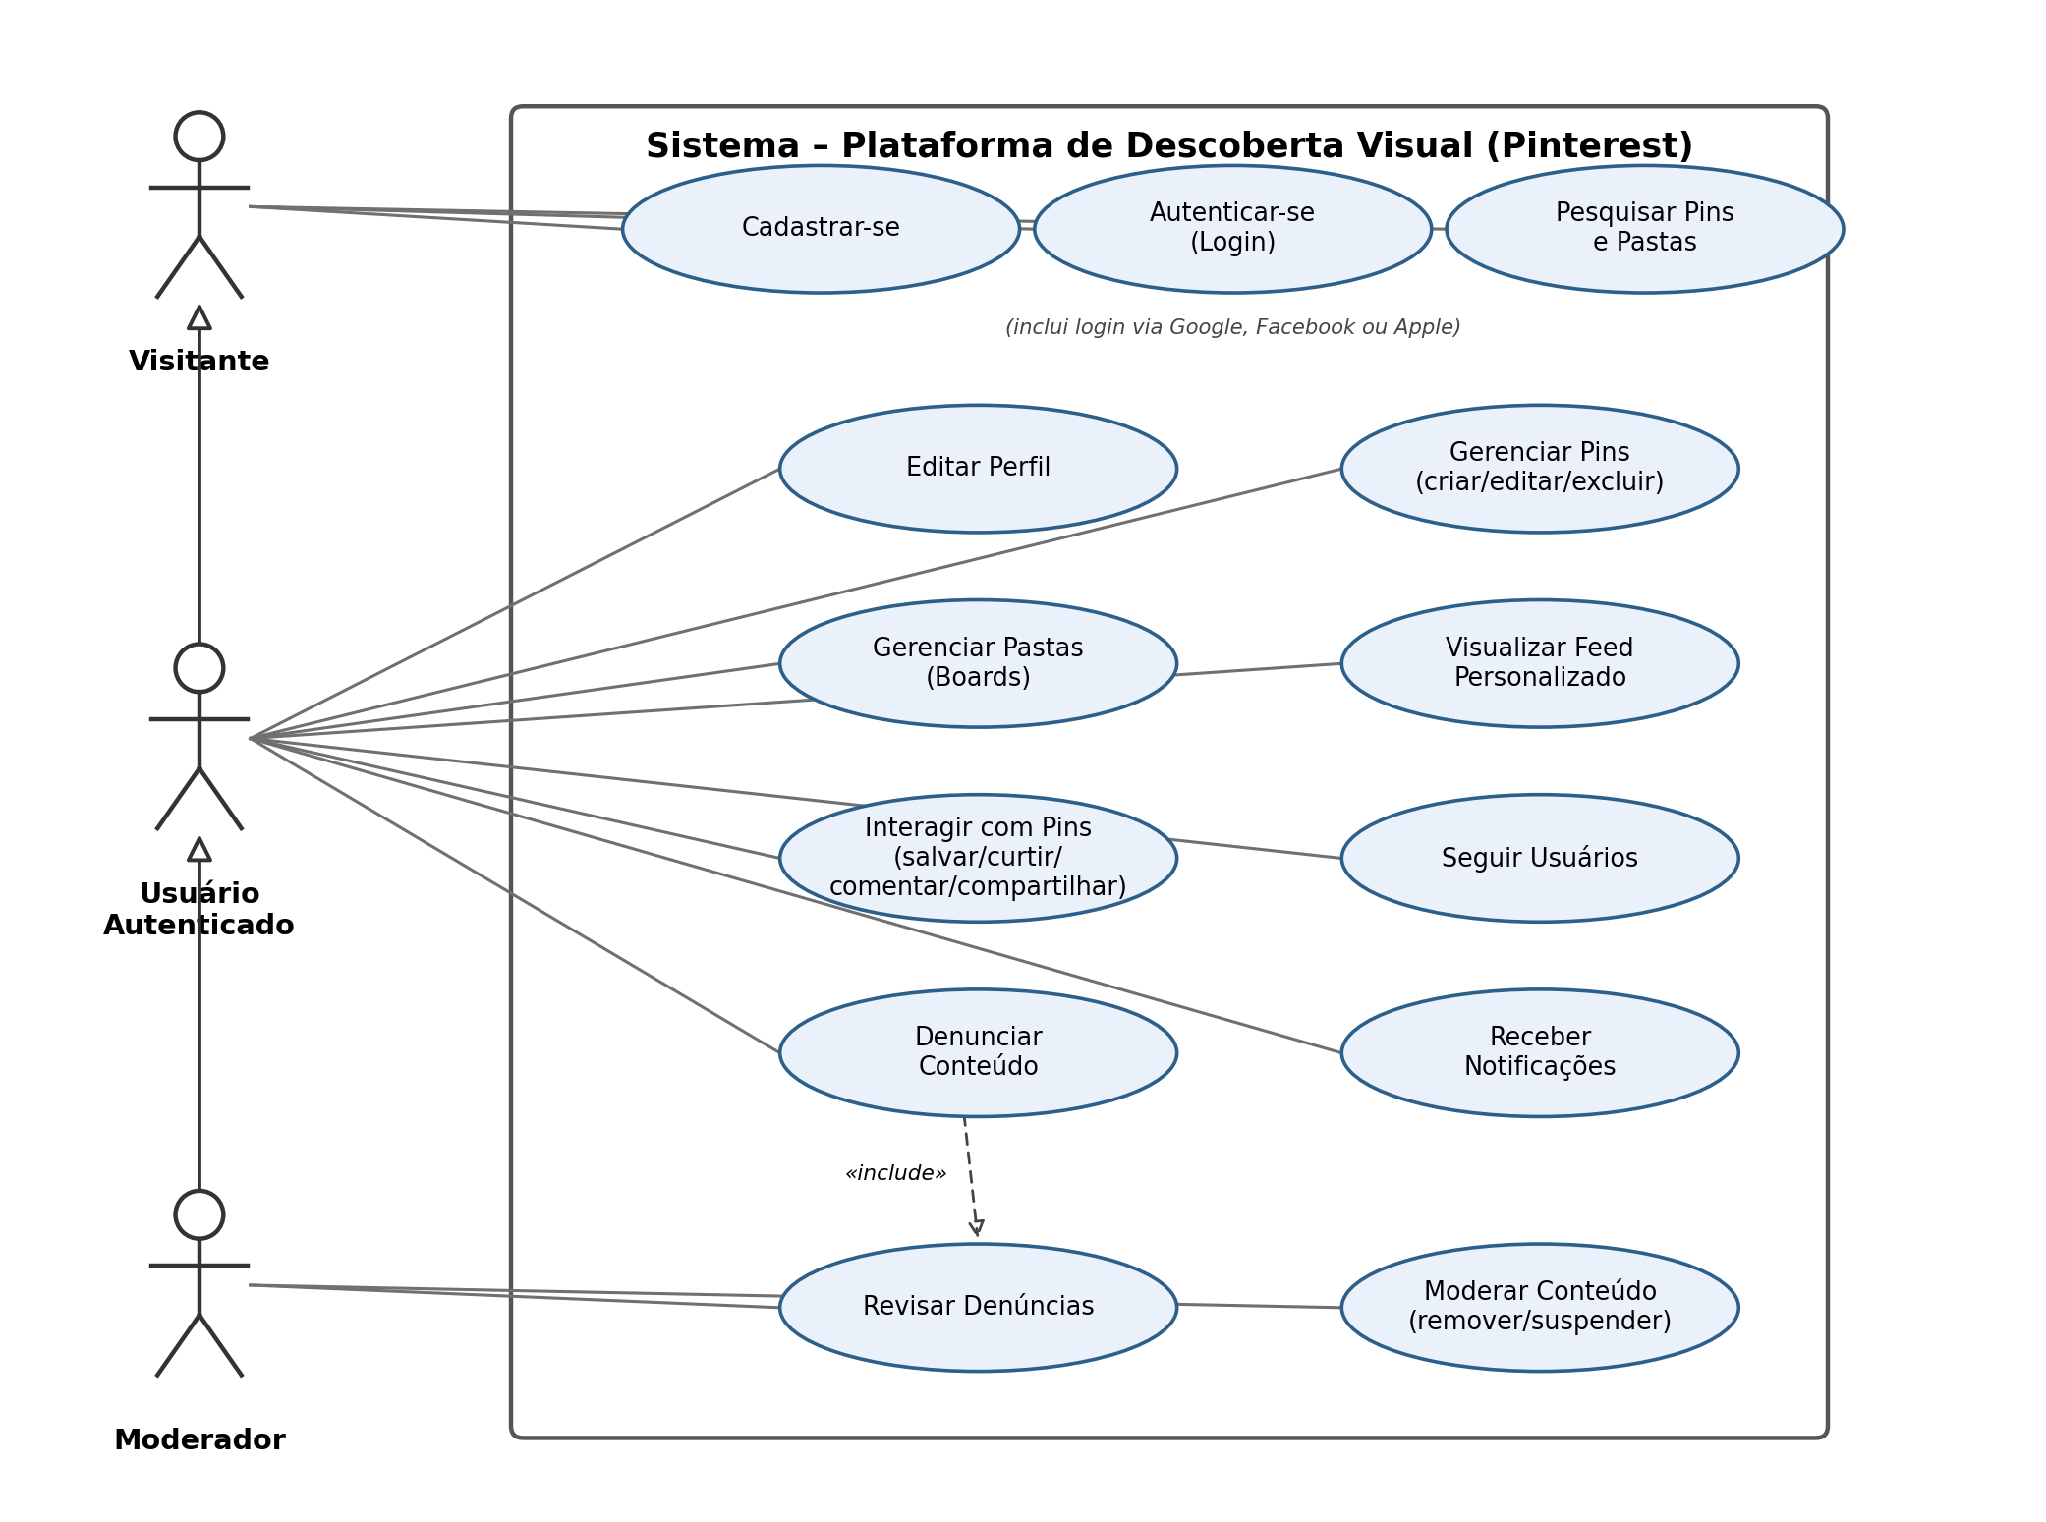 Sistema – Plataforma de Descoberta Visual (Pinterest)
Cadastrar-se
Autenticar-se
(Login)
Pesquisar Pins
e Pastas
(inclui login via Google, Facebook ou Apple)
Visitante
Editar Perfil
Gerenciar Pins
(criar/editar/excluir)
Gerenciar Pastas
(Boards)
Visualizar Feed
Personalizado
Usuário
Autenticado
Interagir com Pins
(salvar/curtir/
comentar/compartilhar)
Seguir Usuários
Denunciar
Conteúdo
Receber
Notificações
«include»
Revisar Denúncias
Moderar Conteúdo
(remover/suspender)
Moderador